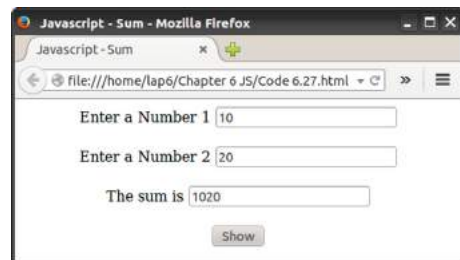 Javascript - Sum - Mozilla Firefox
Javascript - Sum
file:///home/lap6/Chapter 6 JS/Code 6.27.html
Enter a Number 1 10
Enter a Number 2 20
The sum is 1020
Show